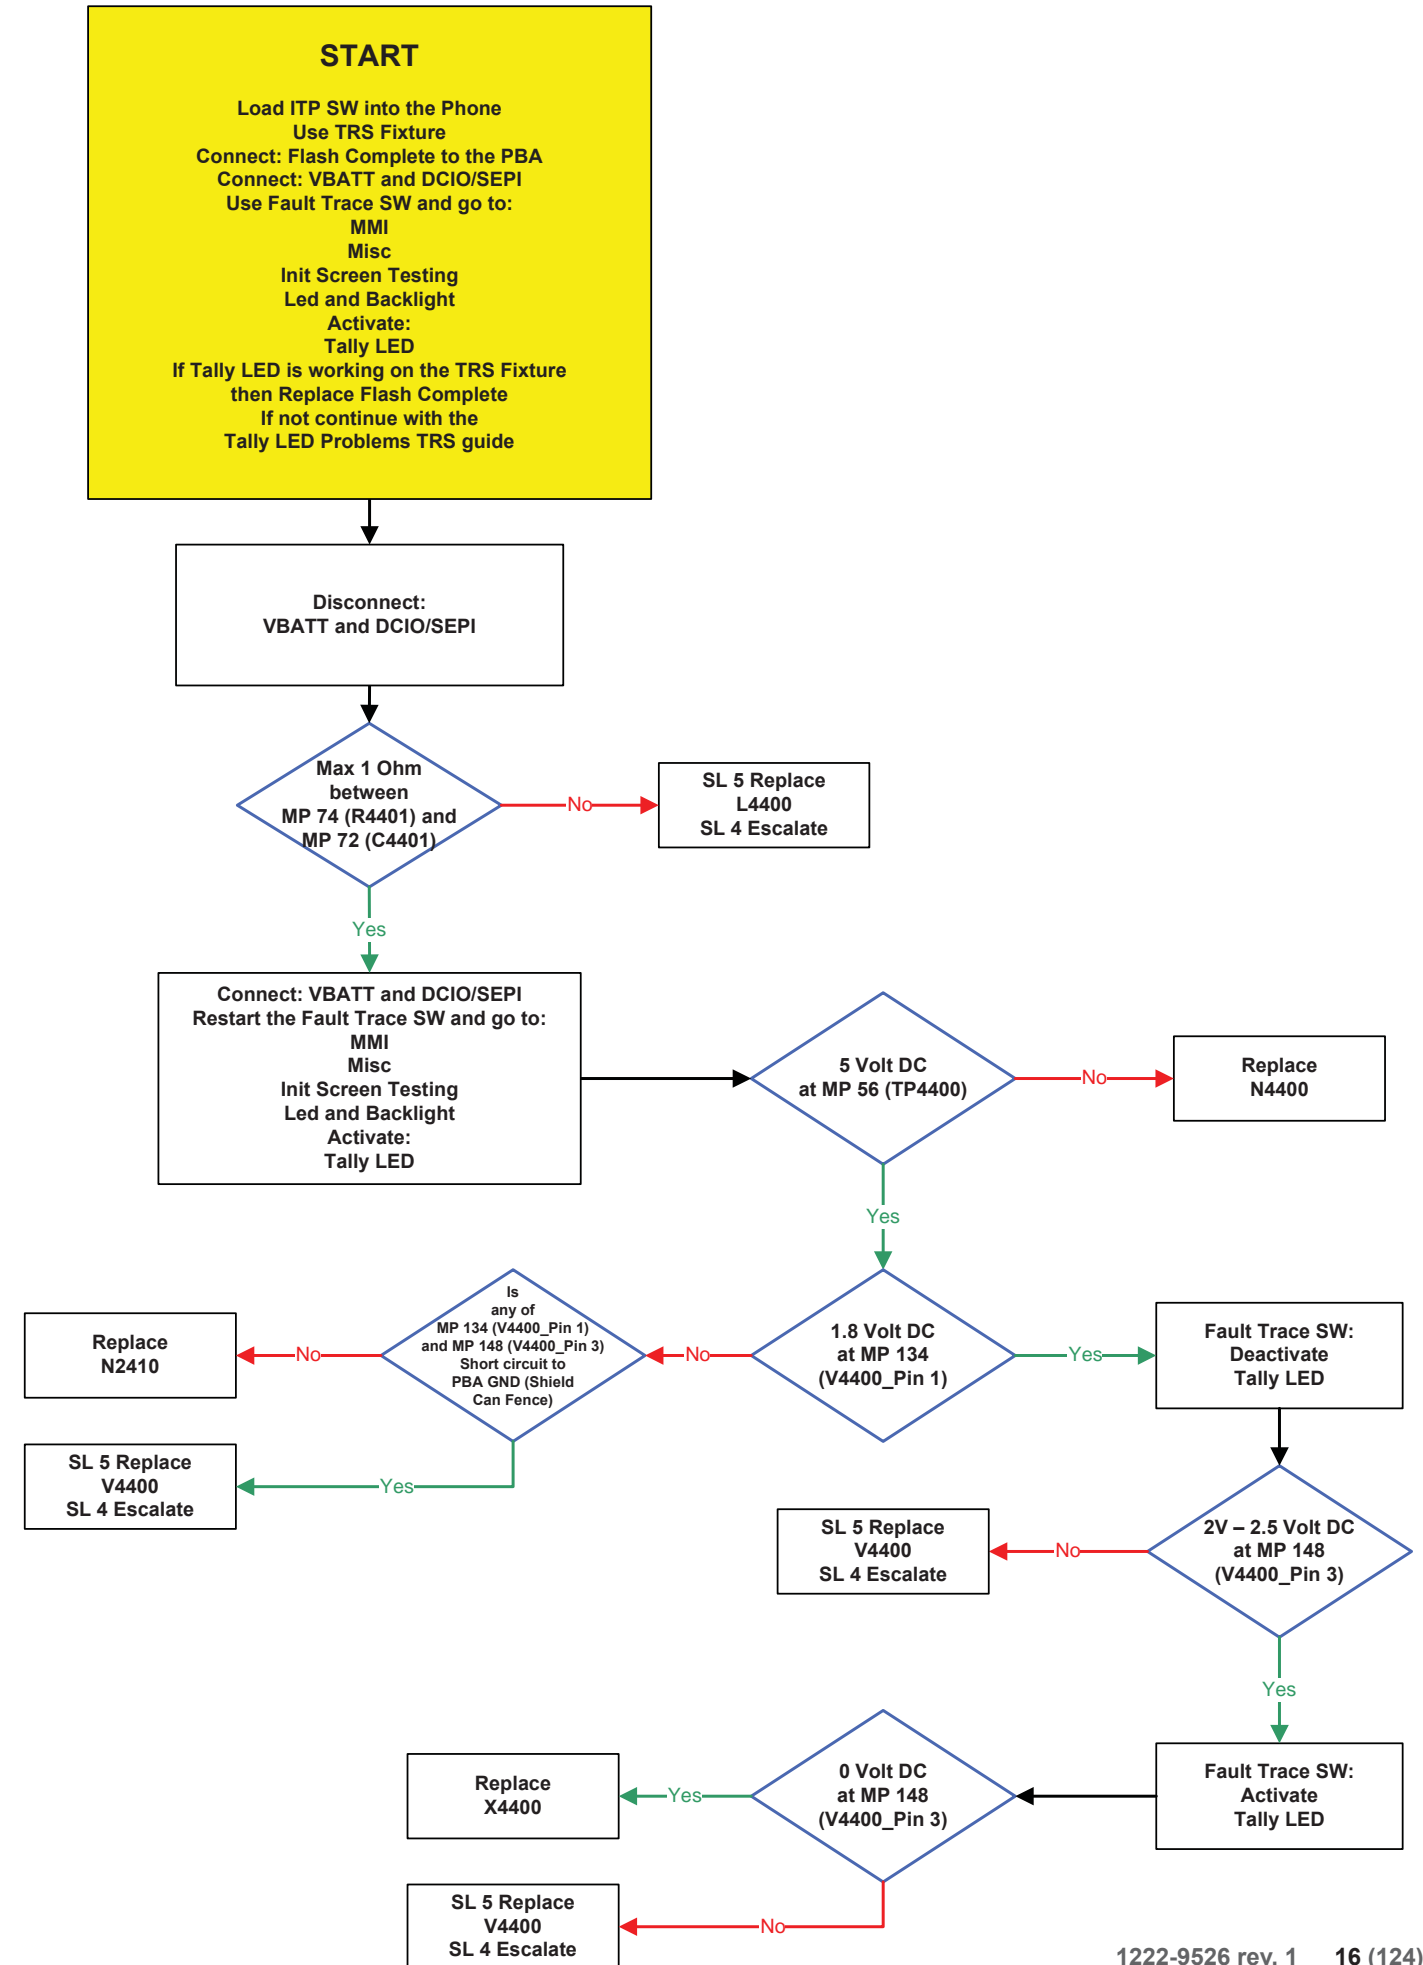 START
Load ITP SW into the Phone
Use TRS Fixture
Connect: Flash Complete to the PBA
Connect: VBATT and DCIO/SEPI
Use Fault Trace SW and go to:
MMI
Misc
Init Screen Testing
Led and Backlight
Activate:
Tally LED
If Tally LED is working on the TRS Fixture
then Replace Flash Complete
If not continue with the
Tally LED Problems TRS guide
Disconnect:
VBATT and DCIO/SEPI
Max 1 Ohm
between
MP 74 (R4401) and
MP 72 (C4401)
No
SL 5 Replace
L4400
SL 4 Escalate
Yes
Connect: VBATT and DCIO/SEPI
Restart the Fault Trace SW and go to:
MMI
Misc
Init Screen Testing
Led and Backlight
Activate:
Tally LED
5 Volt DC
at MP 56 (TP4400)
No
Replace
N4400
Yes
1.8 Volt DC
at MP 134
(V4400_Pin 1)
No
Is
any of
MP 134 (V4400_Pin 1)
and MP 148 (V4400_Pin 3)
Short circuit to
PBA GND (Shield
Can Fence)
No
Replace
N2410
Yes
SL 5 Replace
V4400
SL 4 Escalate
Yes
Fault Trace SW:
Deactivate
Tally LED
2V – 2.5 Volt DC
at MP 148
(V4400_Pin 3)
No
SL 5 Replace
V4400
SL 4 Escalate
Yes
Fault Trace SW:
Activate
Tally LED
0 Volt DC
at MP 148
(V4400_Pin 3)
Yes
Replace
X4400
No
SL 5 Replace
V4400
SL 4 Escalate
1222-9526 rev. 1 16 (124)